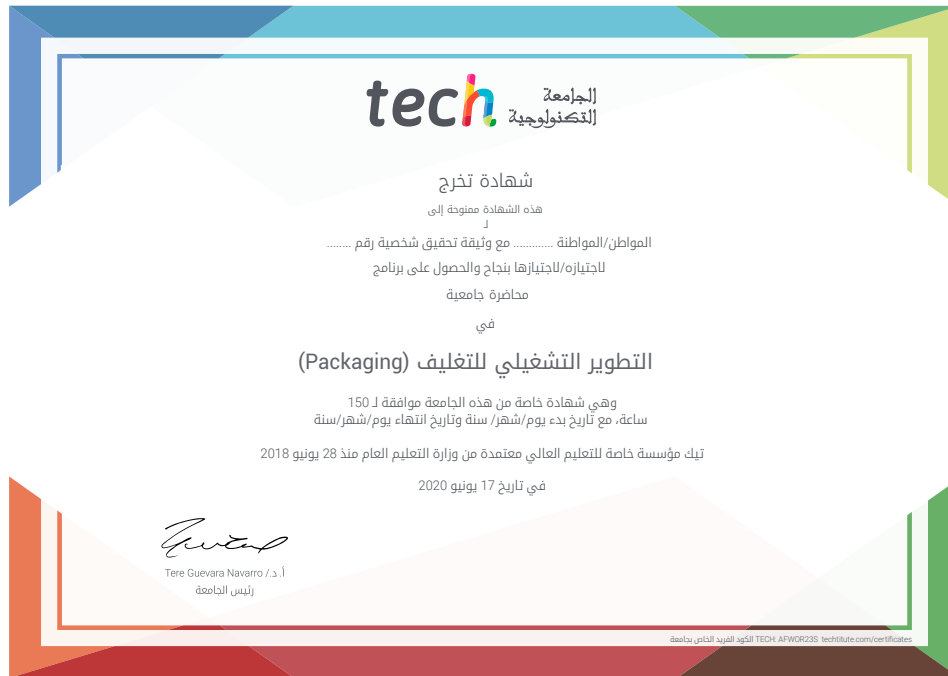 tech الجامعة
التكنولوجية
شهادة تخرج
هذه الشهادة ممنوحة إلى
لـ
المواطن/المواطنة ............. مع وثيقة تحقيق شخصية رقم ........
لاجتيازه/لاجتيازها بنجاح والحصول على برنامج
محاضرة جامعية
في
التطوير التشغيلي للتغليف (Packaging)
وهي شهادة خاصة من هذه الجامعة موافقة لـ 150
ساعة، مع تاريخ بدء يوم/شهر/ سنة وتاريخ انتهاء يوم/شهر/سنة
تيك مؤسسة خاصة للتعليم العالي معتمدة من وزارة التعليم العام منذ 28 يونيو 2018
في تاريخ 17 يونيو 2020
أ. د./ Tere Guevara Navarro
رئيس الجامعة
الكود الفريد الخاص بجامعة TECH: AFWOR23S techtitute.com/certificates